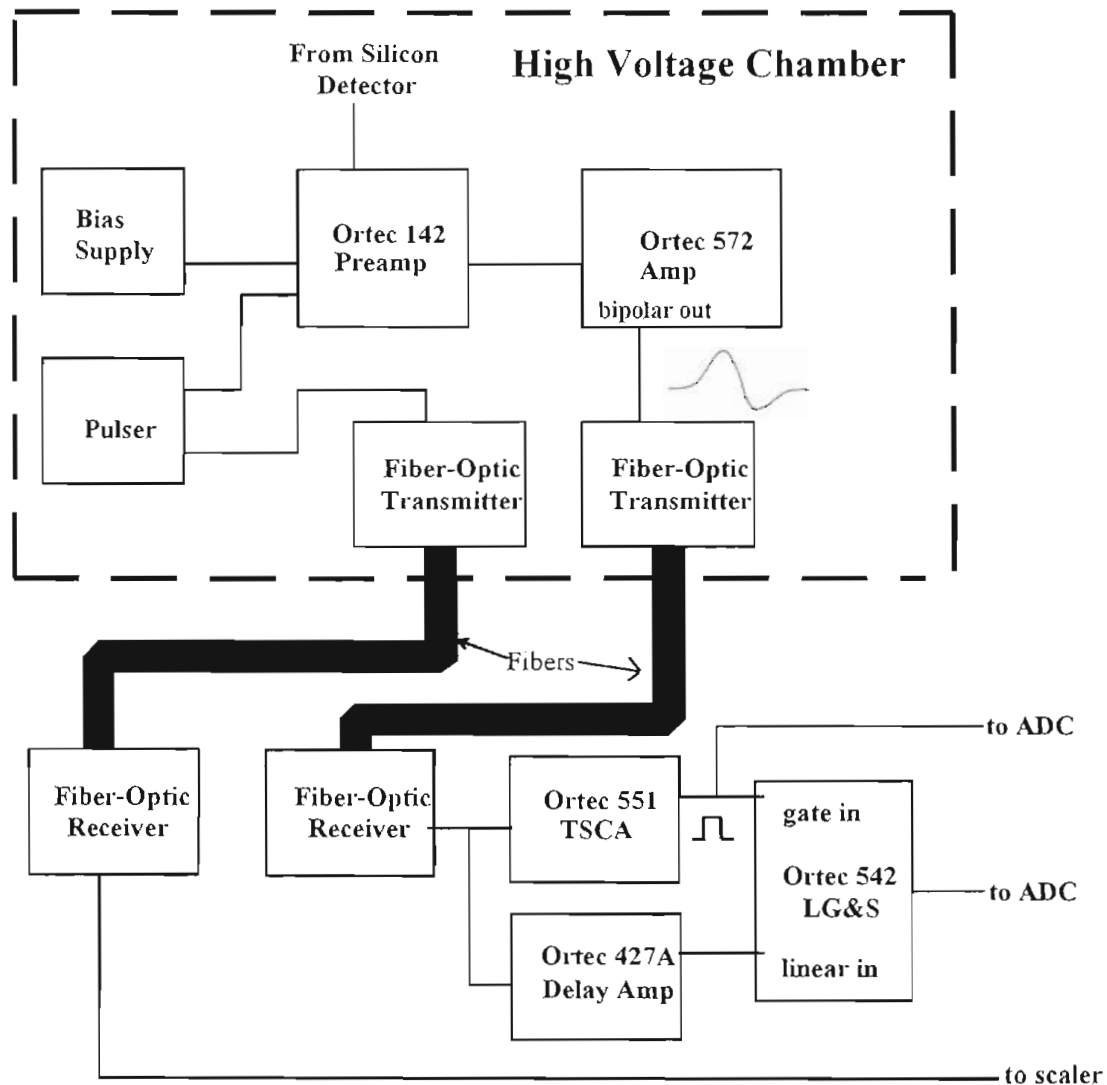 From Silicon
Detector
High Voltage Chamber
Bias
Supply
Ortec 142
Preamp
Ortec 572
Amp
bipolar out
Pulser
Fiber-Optic
Transmitter
Fiber-Optic
Transmitter
Fibers
to ADC
Fiber-Optic
Receiver
Fiber-Optic
Receiver
Ortec 551
TSCA
gate in
Ortec 542
LG&S
to ADC
Ortec 427A
Delay Amp
linear in
to scaler